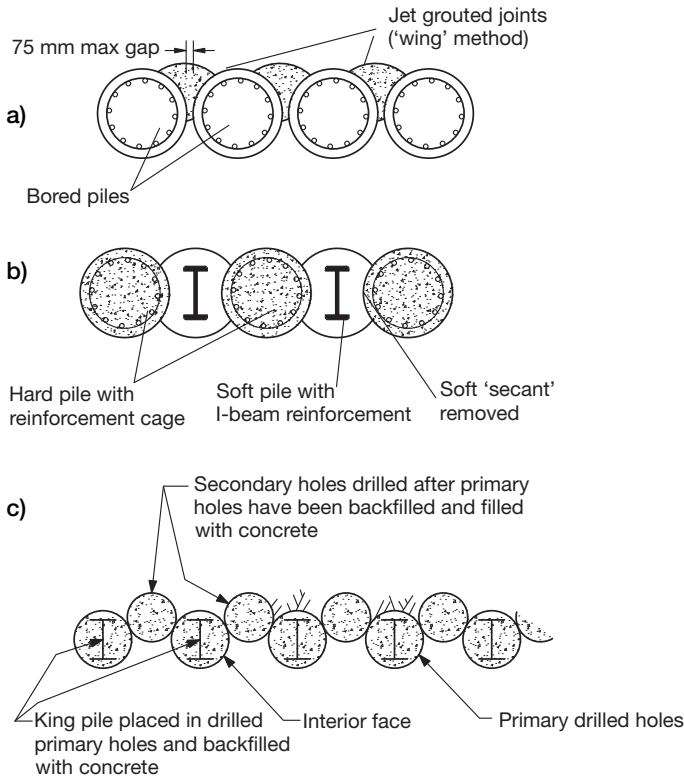 Jet grouted joints
(‘wing’ method)
75 mm max gap
a)
Bored piles
b)
Hard pile with
reinforcement cage
Soft pile with
I-beam reinforcement
Soft ‘secant’
removed
c)
Secondary holes drilled after primary
holes have been backfilled and filled
with concrete
King pile placed in drilled
primary holes and backfilled
with concrete
Interior face
Primary drilled holes